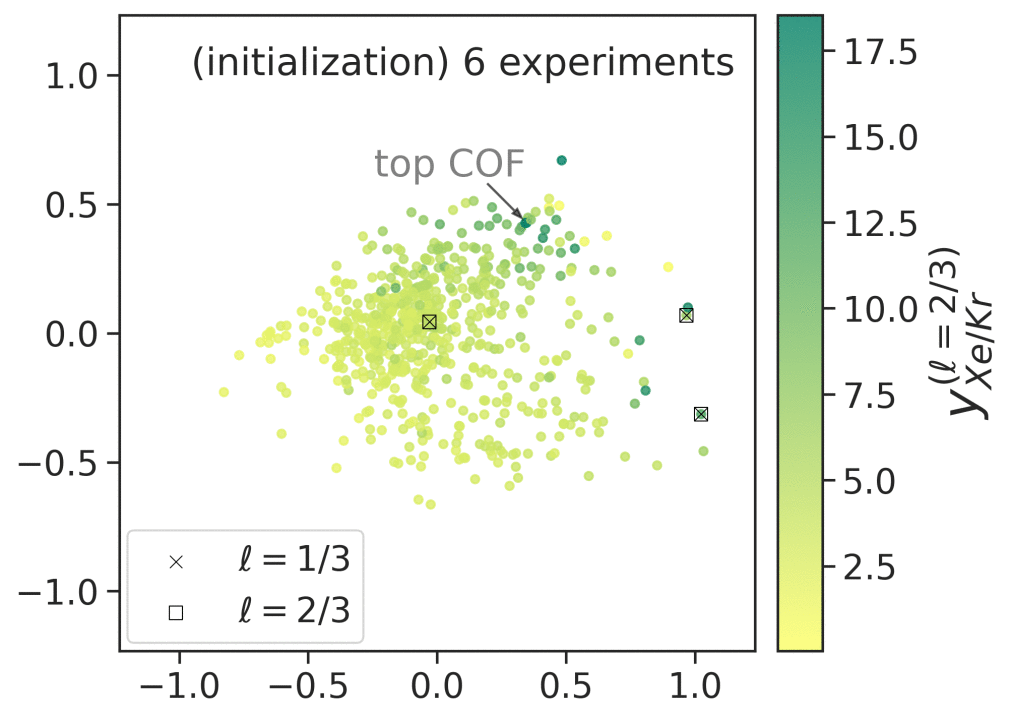 (initialization) 6 experiments
top COF
1.0
0.5
0.0
−0.5
−1.0
−1.0 −0.5 0.0 0.5 1.0
ℓ = 1/3
ℓ = 2/3
17.5
15.0
12.5
10.0
7.5
5.0
2.5
y_{Xe/Kr}^{(ℓ = 2/3)}